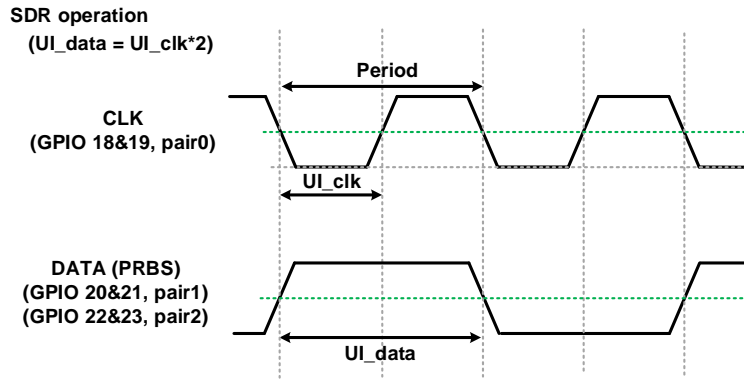 SDR operation
(UI_data = UI_clk*2)
Period
CLK
(GPIO 18&19, pair0)
UI_clk
DATA (PRBS)
(GPIO 20&21, pair1)
(GPIO 22&23, pair2)
UI_data